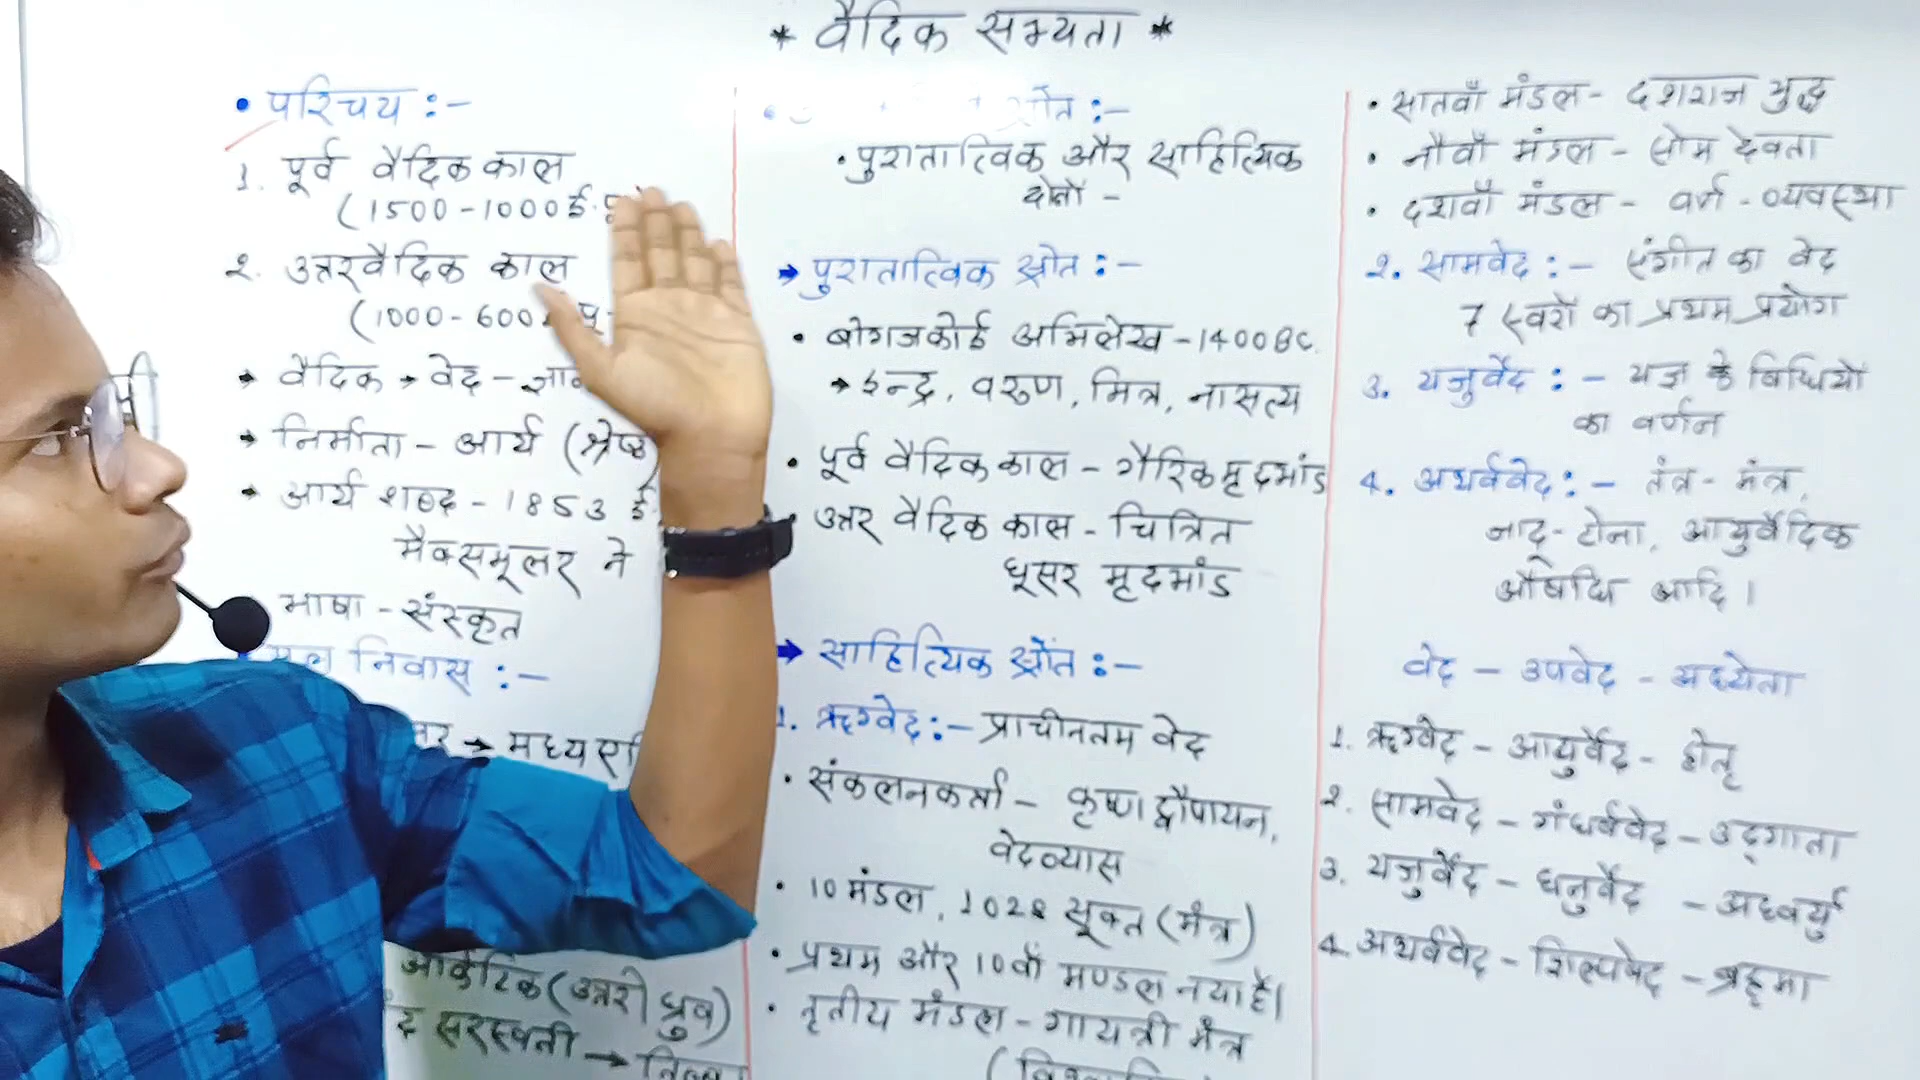 * वैदिक सभ्यता *
• परिचय :-
1. पूर्व वैदिक काल
(1500-1000 ई.पू.
2. उत्तरवैदिक काल
(1000-600
→ वैदिक → वेद -
→ निर्माता - आर्य (श्रेष्ठ)
→ आर्य शब्द - 1853 ई.
मैक्समूलर ने
भाषा - संस्कृत
मूल निवास :-
→ मध्य
आर्कटिक (उत्तरी ध्रुव)
सरस्वती →
स्रोत :-
• पुरातात्विक और साहित्यिक
दोनों -
→ पुरातात्विक स्रोत :-
• बोगजकोई अभिलेख - 1400 BC.
→ इन्द्र, वरुण, मित्र, नासत्य
• पूर्व वैदिक काल - गैरिक मृदभांड
उत्तर वैदिक काल - चित्रित
धूसर मृदभांड
→ साहित्यिक स्रोत :-
1. ऋग्वेद :- प्राचीनतम वेद
• संकलनकर्ता - कृष्ण द्वौपायन,
वेदव्यास
• 10 मंडल, 1028 सूक्त (मंत्र)
• प्रथम और 10वाँ मण्डल नया है।
• तृतीय मंडल - गायत्री मंत्र
• सातवाँ मंडल - दशराज युद्ध
• नौवाँ मंडल - सोम देवता
• दशवाँ मंडल - वर्ण - व्यवस्था
2. सामवेद :- संगीत का वेद
7 स्वरों का प्रथम प्रयोग
3. यजुर्वेद :- यज्ञ के विधियों
का वर्णन
4. अथर्ववेद :- तंत्र - मंत्र,
जादू - टोना, आयुर्वेदिक
औषधि आदि।
वेद - उपवेद - अध्येता
1. ऋग्वेद - आयुर्वेद - होतृ
2. सामवेद - गंधर्ववेद - उद्गाता
3. यजुर्वेद - धनुर्वेद - अध्वर्यु
4. अथर्ववेद - शिल्पवेद - ब्रह्मा